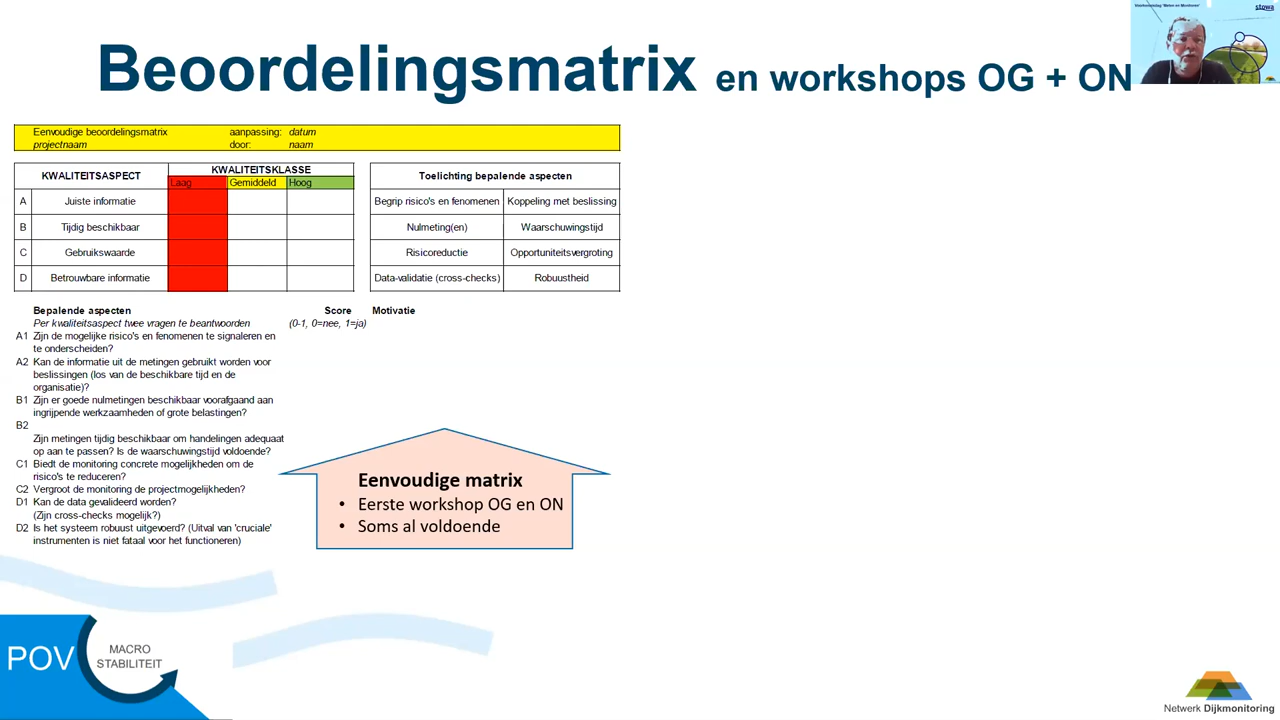 Beoordelingsmatrix en workshops OG + ON
stowa
Eenvoudige beoordelingsmatrix aanpassing: datum
projectnaam door: naam
KWALITEITSASPECT KWALITEITSKLASSE
Laag Gemiddeld Hoog
A Juiste informatie
B Tijdig beschikbaar
C Gebruikswaarde
D Betrouwbare informatie
Toelichting bepalende aspecten
Begrip risico's en fenomenen Koppeling met beslissing
Nulmeting(en) Waarschuwingstijd
Risicoreductie Opportuniteitsvergroting
Data-validatie (cross-checks) Robuustheid
Bepalende aspecten Score Motivatie
Per kwaliteitsaspect twee vragen te beantwoorden (0-1, 0=nee, 1=ja)
A1 Zijn de mogelijke risico's en fenomenen te signaleren en
te onderscheiden?
A2 Kan de informatie uit de metingen gebruikt worden voor
beslissingen (los van de beschikbare tijd en de
organisatie)?
B1 Zijn er goede nulmetingen beschikbaar voorafgaand aan
ingrijpende werkzaamheden of grote belastingen?
B2
Zijn metingen tijdig beschikbaar om handelingen adequaat
op aan te passen? Is de waarschuwingstijd voldoende?
C1 Biedt de monitoring concrete mogelijkheden om de
risico's te reduceren?
C2 Vergroot de monitoring de projectmogelijkheden?
D1 Kan de data gevalideerd worden?
(Zijn cross-checks mogelijk?)
D2 Is het systeem robuust uitgevoerd? (Uitval van 'cruciale'
instrumenten is niet fataal voor het functioneren)
Eenvoudige matrix
• Eerste workshop OG en ON
• Soms al voldoende
POV
MACRO
STABILITEIT
Netwerk Dijkmonitoring